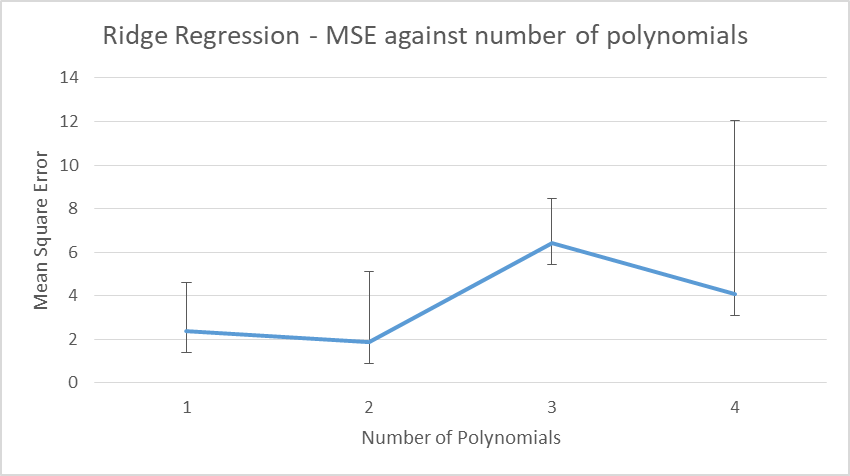 Ridge Regression - MSE against number of polynomials
14
12
10
8
6
4
2
0
Mean Square Error
1 2 3 4
Number of Polynomials